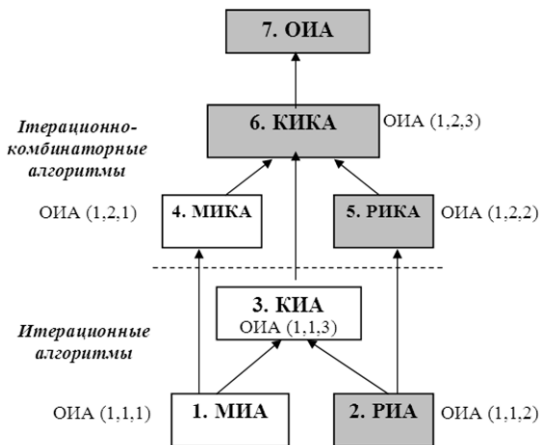 7. ОИА
6. КИКА
ОИА (1,2,3)
Iтерационно-
комбинаторные
алгоритмы
ОИА (1,2,1)
4. МИКА
5. РИКА
ОИА (1,2,2)
3. КИА
ОИА (1,1,3)
Итерационные
алгоритмы
ОИА (1,1,1)
1. МИА
2. РИА
ОИА (1,1,2)